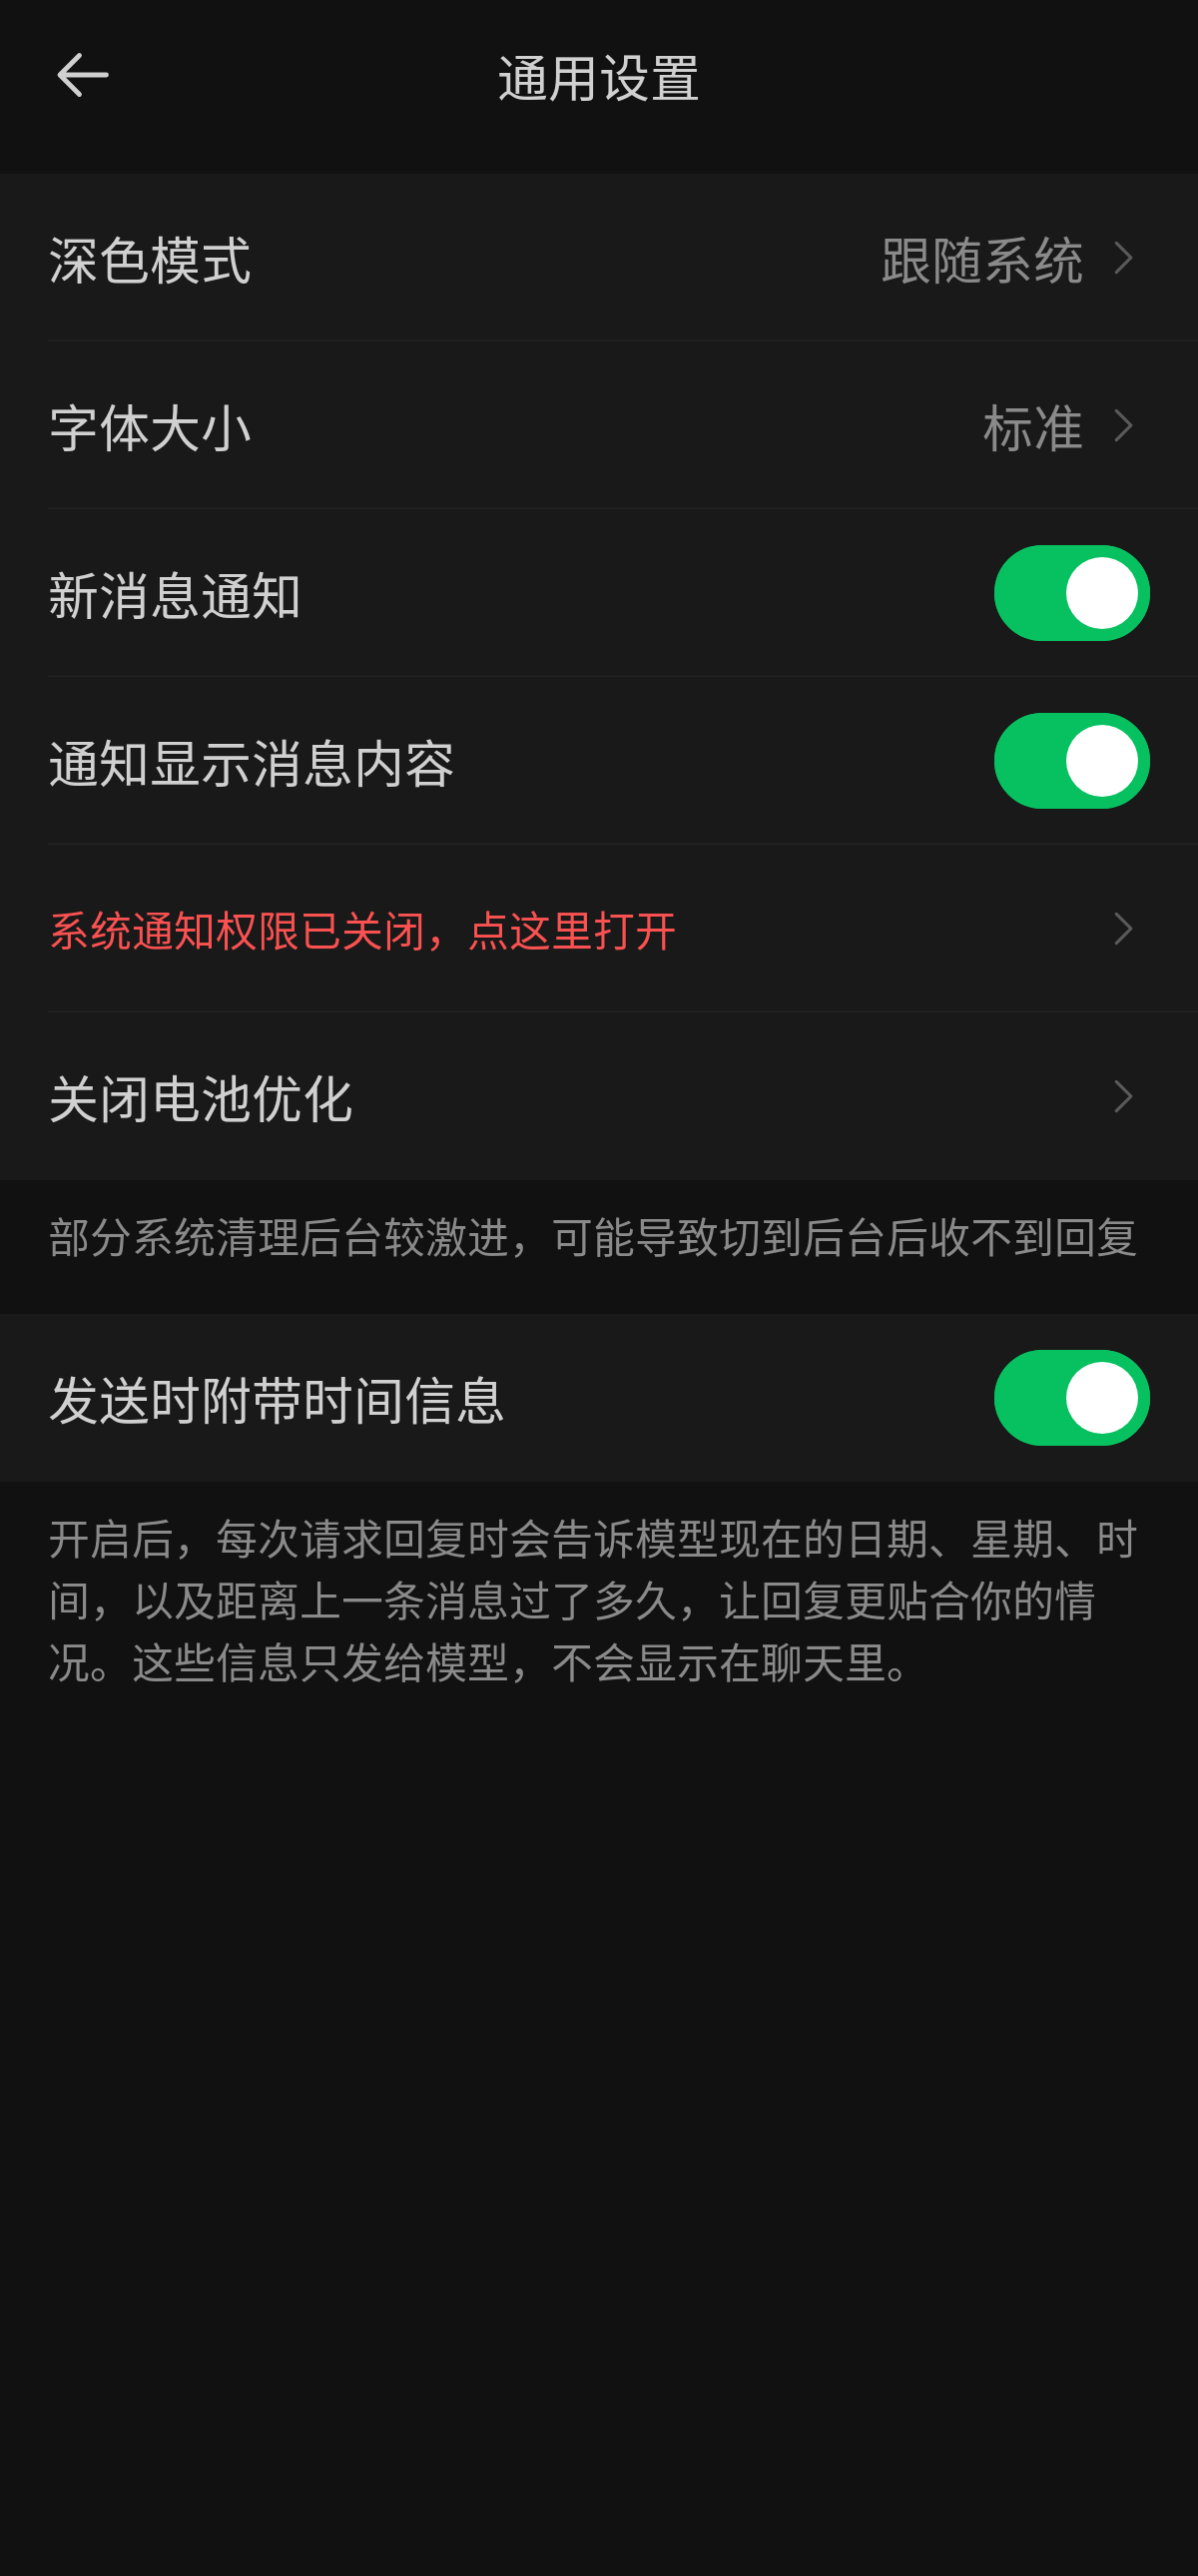 通用设置
深色模式 跟随系统
字体大小 标准
新消息通知
通知显示消息内容
系统通知权限已关闭，点这里打开
关闭电池优化
部分系统清理后台较激进，可能导致切到后台后收不到回复
发送时附带时间信息
开启后，每次请求回复时会告诉模型现在的日期、星期、时
间，以及距离上一条消息过了多久，让回复更贴合你的情
况。这些信息只发给模型，不会显示在聊天里。